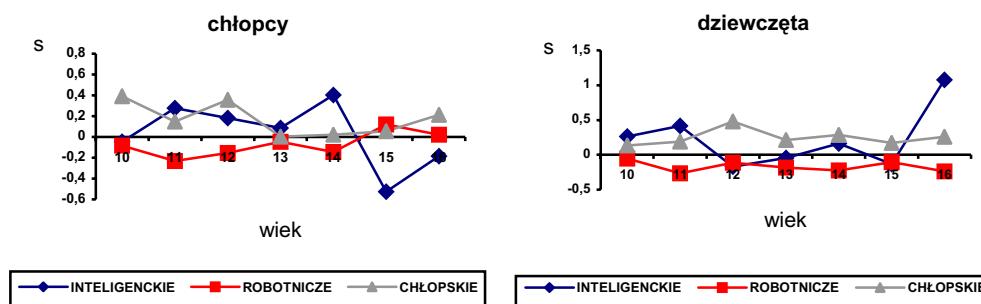 chłopcy
s
0,8
0,6
0,4
0,2
0
-0,2
-0,4
-0,6
10 11 12 13 14 15 16
wiek
INTELIGENCKIE ROBOTNICZE CHŁOPSKIE
dziewczęta
s
1,5
1
0,5
0
-0,5
10 11 12 13 14 15 16
wiek
INTELIGENCKIE ROBOTNICZE CHŁOPSKIE